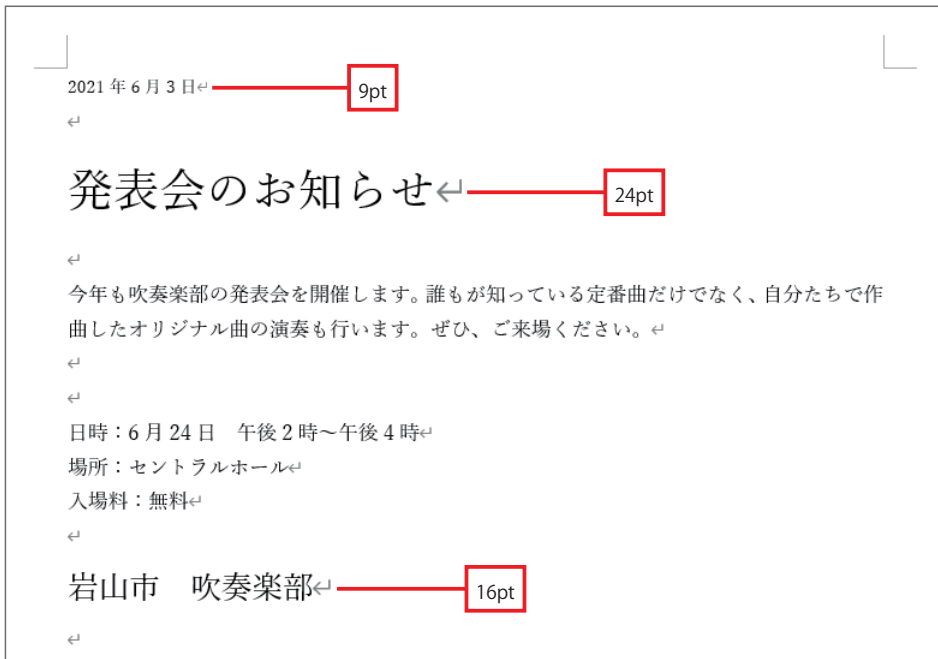 2021 年 6 月 3 日↵
9pt
↵
発表会のお知らせ↵
24pt
↵
今年も吹奏楽部の発表会を開催します。誰もが知っている定番曲だけでなく、自分たちで作
曲したオリジナル曲の演奏も行います。ぜひ、ご来場ください。↵
↵
↵
日時:6 月 24 日　午後 2 時~午後 4 時↵
場所:セントラルホール↵
入場料:無料↵
↵
岩山市　吹奏楽部↵
16pt
↵